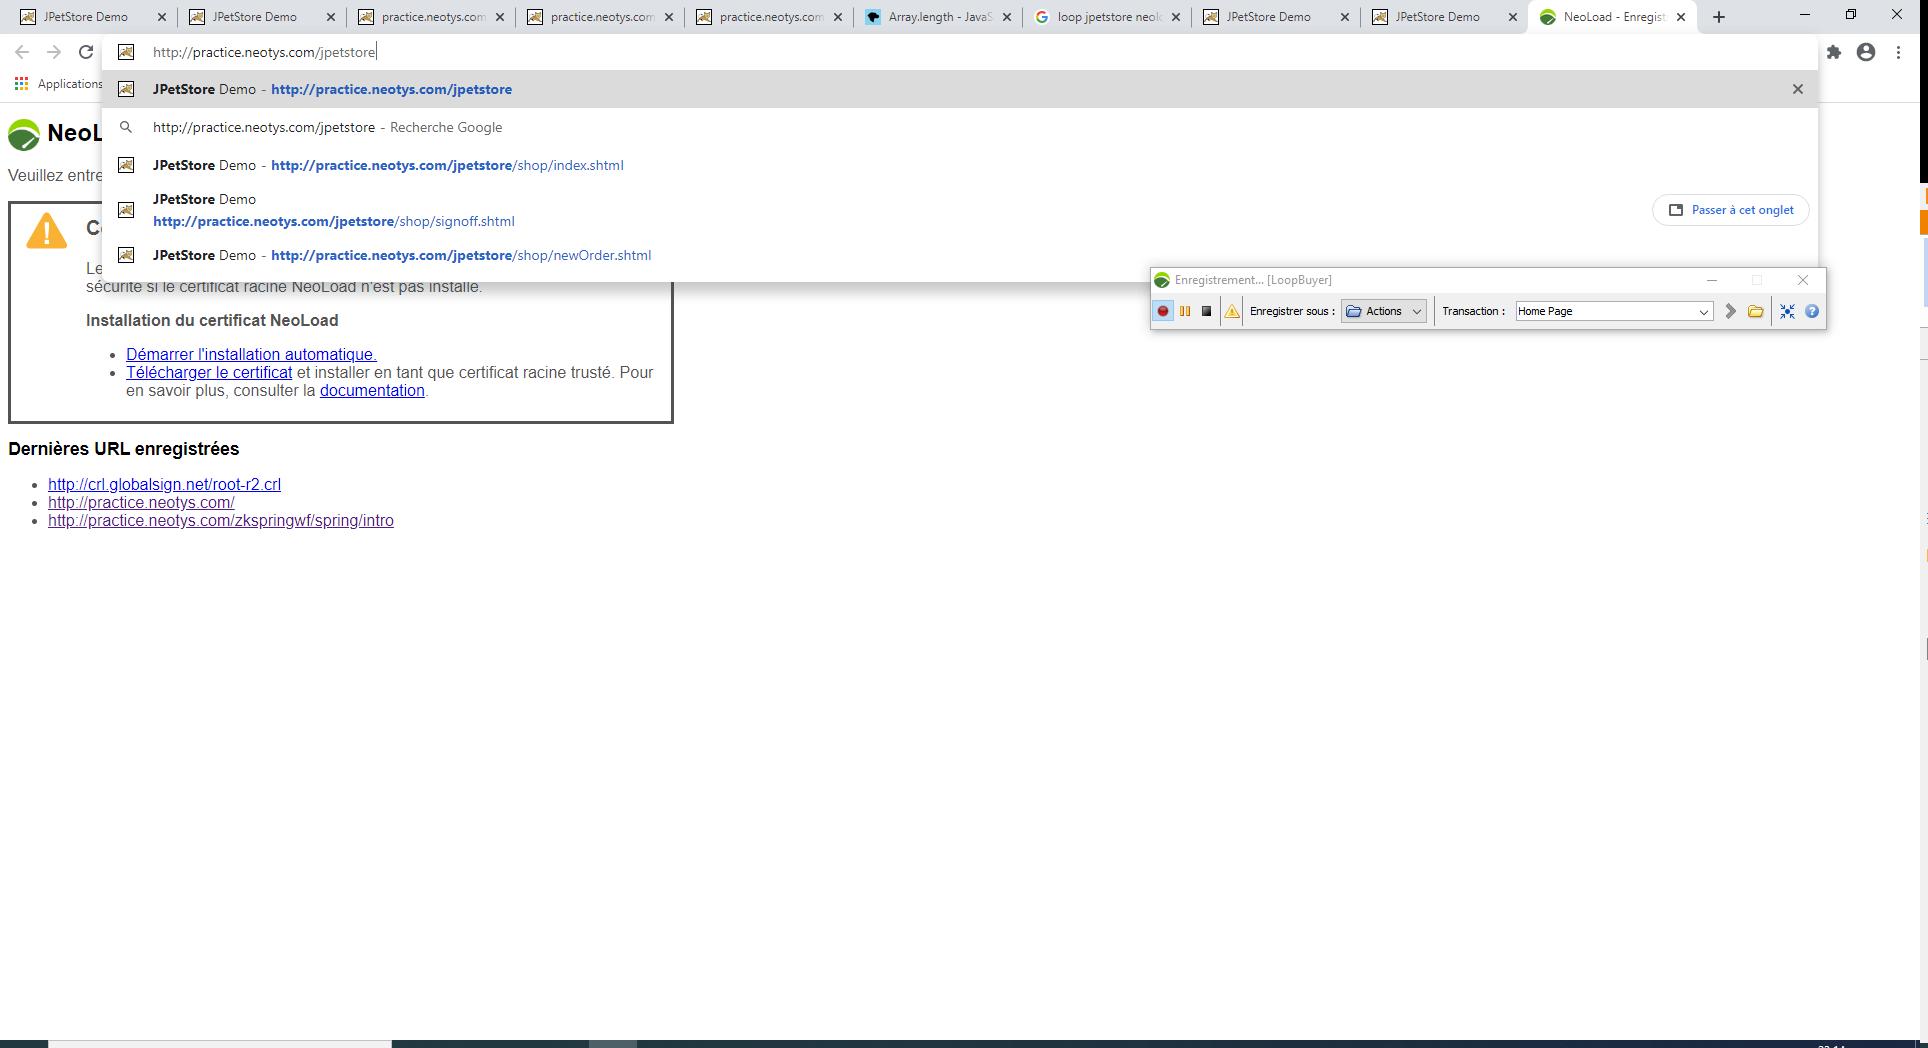 JPetStore Demo
JPetStore Demo
practice.neotys.com
practice.neotys.com
practice.neotys.com
Array.length - JavaS
loop jpetstore neolo
JPetStore Demo
JPetStore Demo
NeoLoad - Enregist
http://practice.neotys.com/jpetstore
Applications
JPetStore Demo - http://practice.neotys.com/jpetstore
http://practice.neotys.com/jpetstore - Recherche Google
JPetStore Demo - http://practice.neotys.com/jpetstore/shop/index.shtml
JPetStore Demo
http://practice.neotys.com/jpetstore/shop/signoff.shtml
Passer à cet onglet
JPetStore Demo - http://practice.neotys.com/jpetstore/shop/newOrder.shtml
NeoL
Veuillez entre
Le
sécurité si le certificat racine NeoLoad n'est pas installé.
Installation du certificat NeoLoad
• Démarrer l'installation automatique.
• Télécharger le certificat et installer en tant que certificat racine trusté. Pour
en savoir plus, consulter la documentation.
Enregistrement... [LoopBuyer]
Enregistrer sous :
Actions
Transaction :
Home Page
Dernières URL enregistrées
• http://crl.globalsign.net/root-r2.crl
• http://practice.neotys.com/
• http://practice.neotys.com/zkspringwf/spring/intro